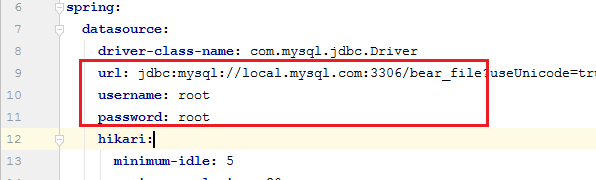 6 spring:
7 datasource:
8 driver-class-name: com.mysql.jdbc.Driver
9 url: jdbc:mysql://local.mysql.com:3306/bear_file?useUnicode=tru
10 username: root
11 password: root
12 hikari:
13 minimum-idle: 5